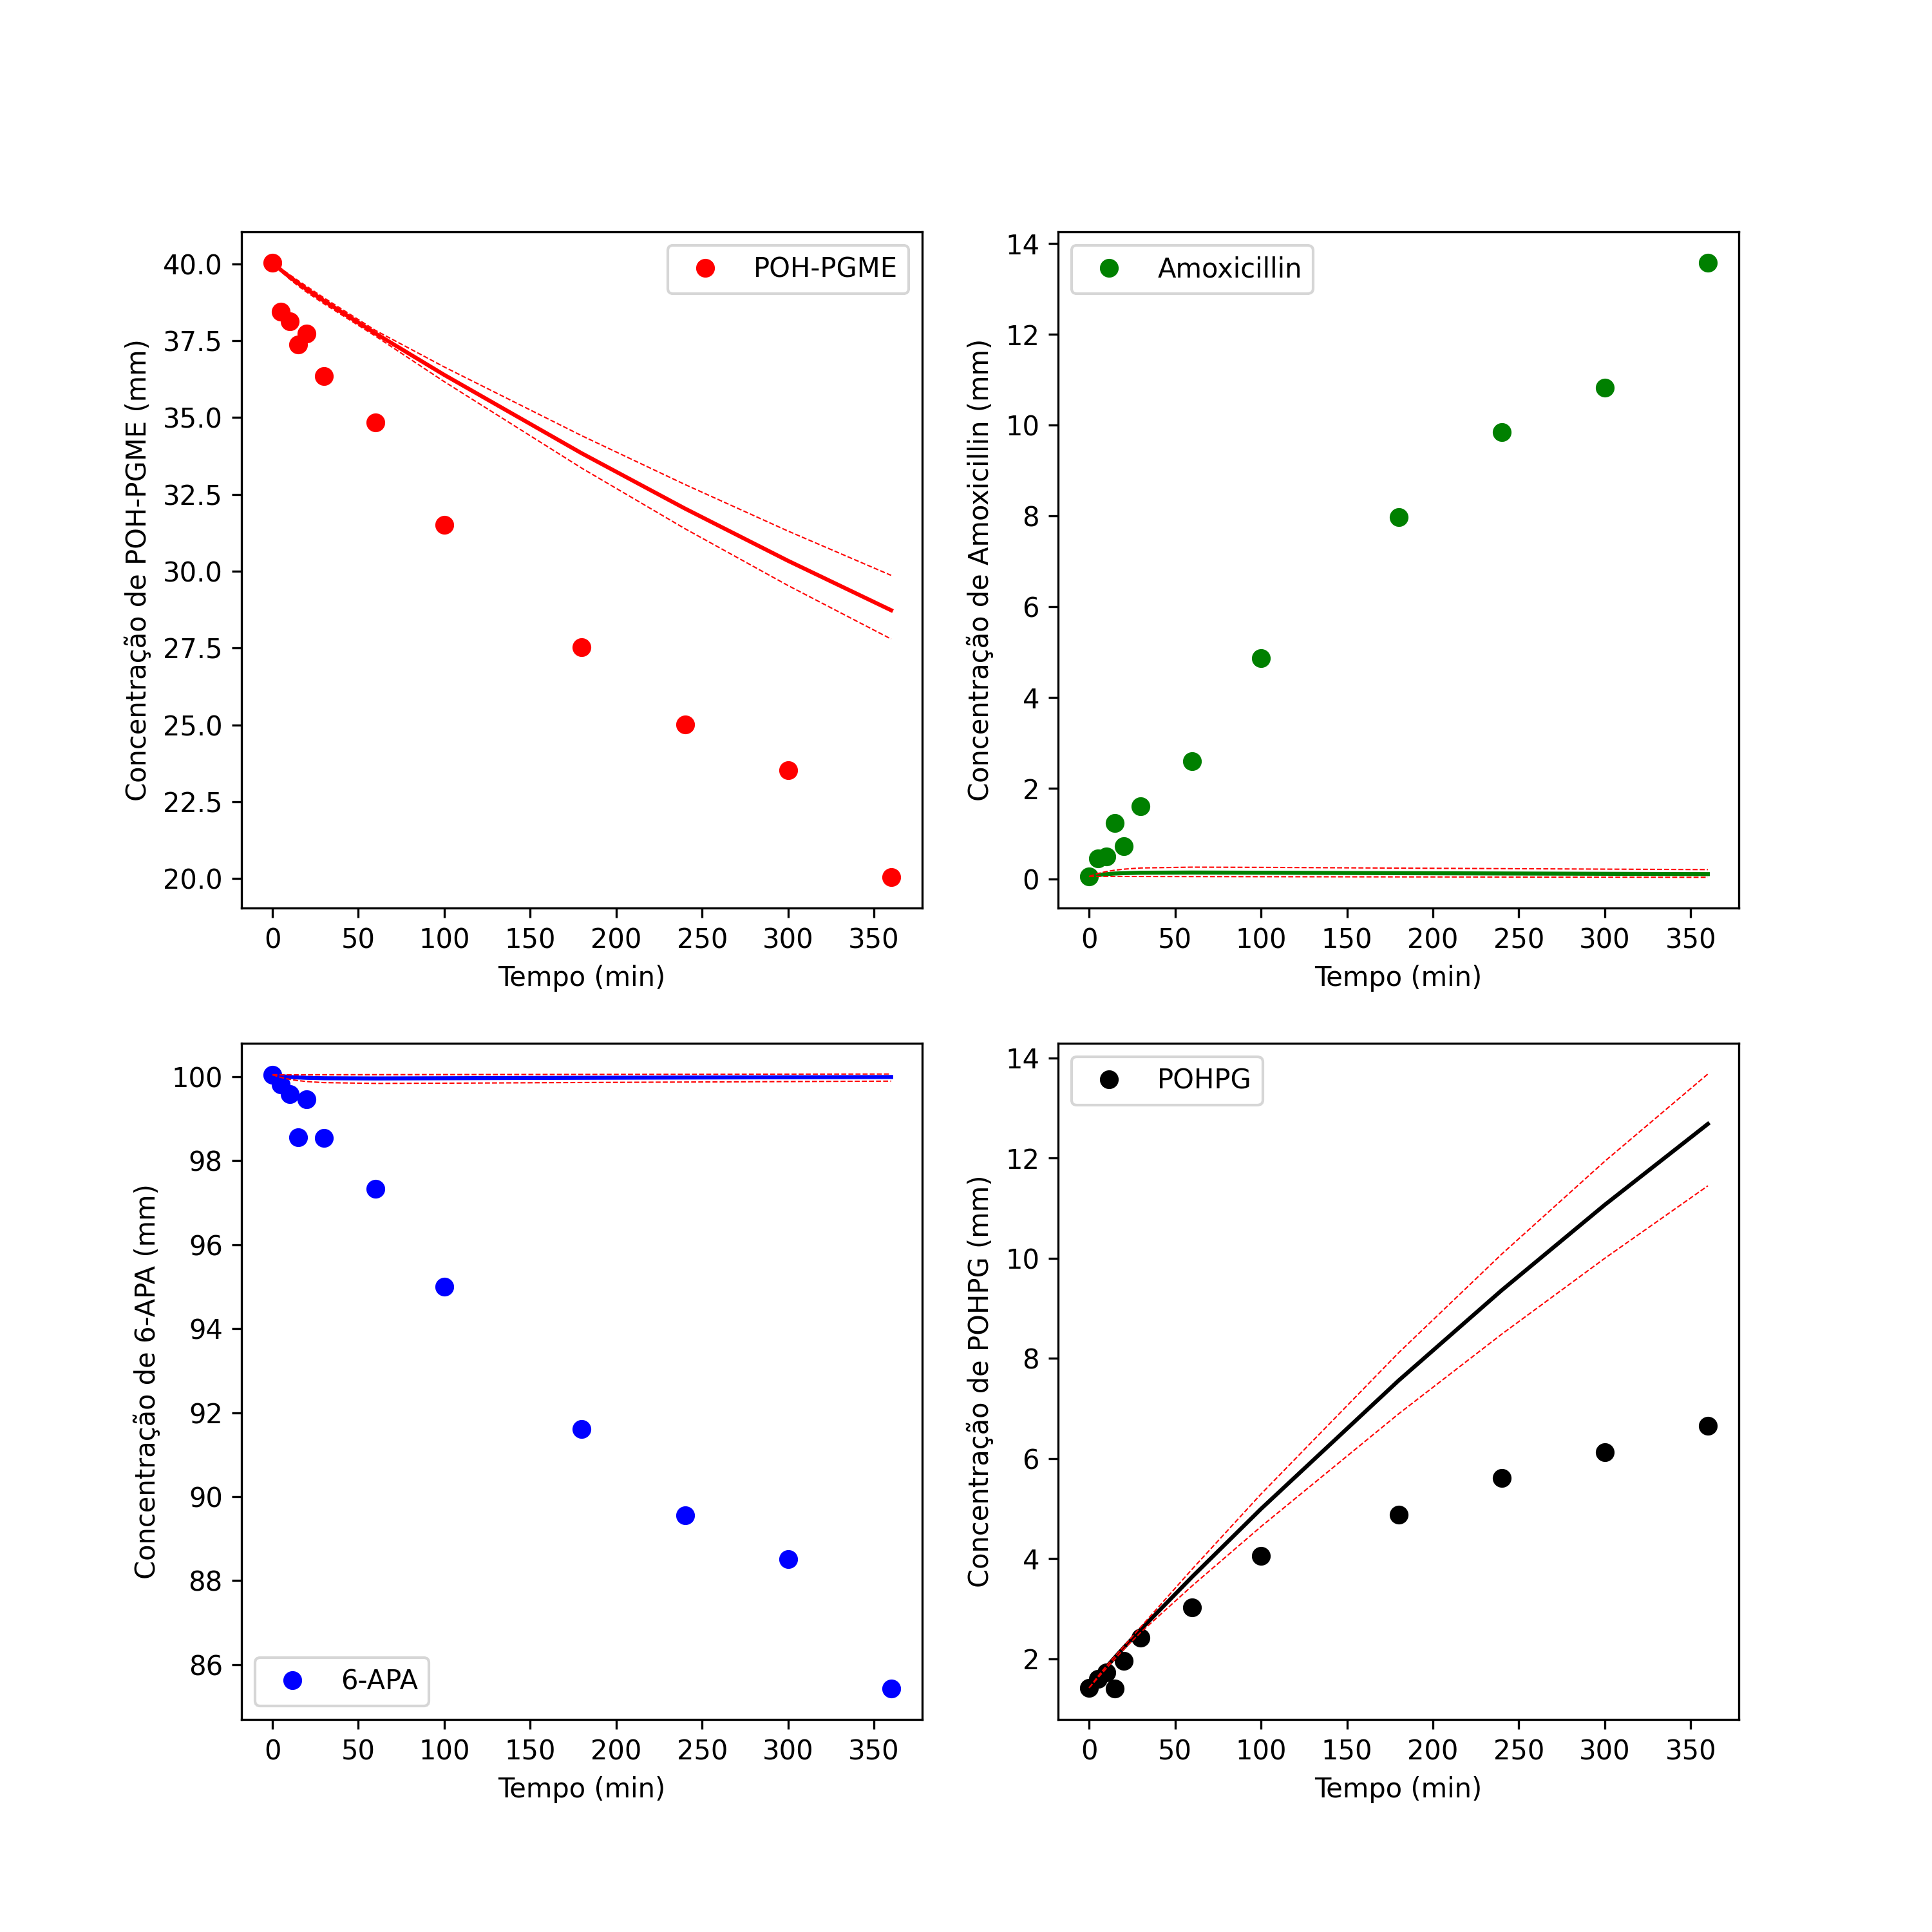 Concentração de POH-PGME (mm)
40.0
37.5
35.0
32.5
30.0
27.5
25.0
22.5
20.0
POH-PGME
0 50 100 150 200 250 300 350
Tempo (min)
Concentração de Amoxicillin (mm)
14
12
10
8
6
4
2
0
Amoxicillin
0 50 100 150 200 250 300 350
Tempo (min)
Concentração de 6-APA (mm)
100
98
96
94
92
90
88
86
6-APA
0 50 100 150 200 250 300 350
Tempo (min)
Concentração de POHPG (mm)
14
12
10
8
6
4
2
POHPG
0 50 100 150 200 250 300 350
Tempo (min)